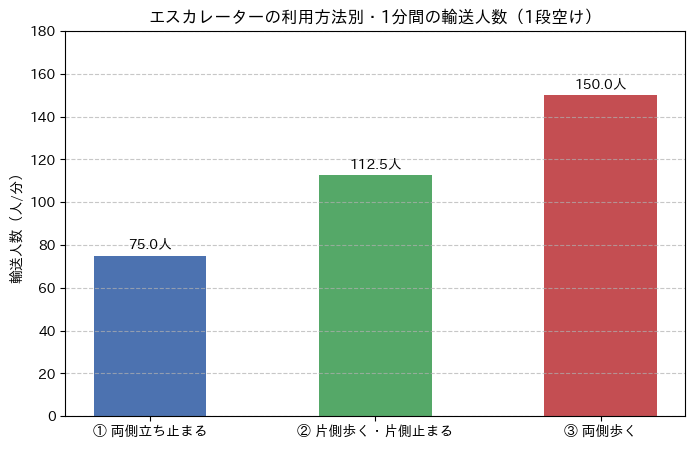 エスカレーターの利用方法別・1分間の輸送人数（1段空け）
輸送人数（人/分）
180
160
140
120
100
80
60
40
20
0
75.0人
112.5人
150.0人
① 両側立ち止まる
② 片側歩く・片側止まる
③ 両側歩く